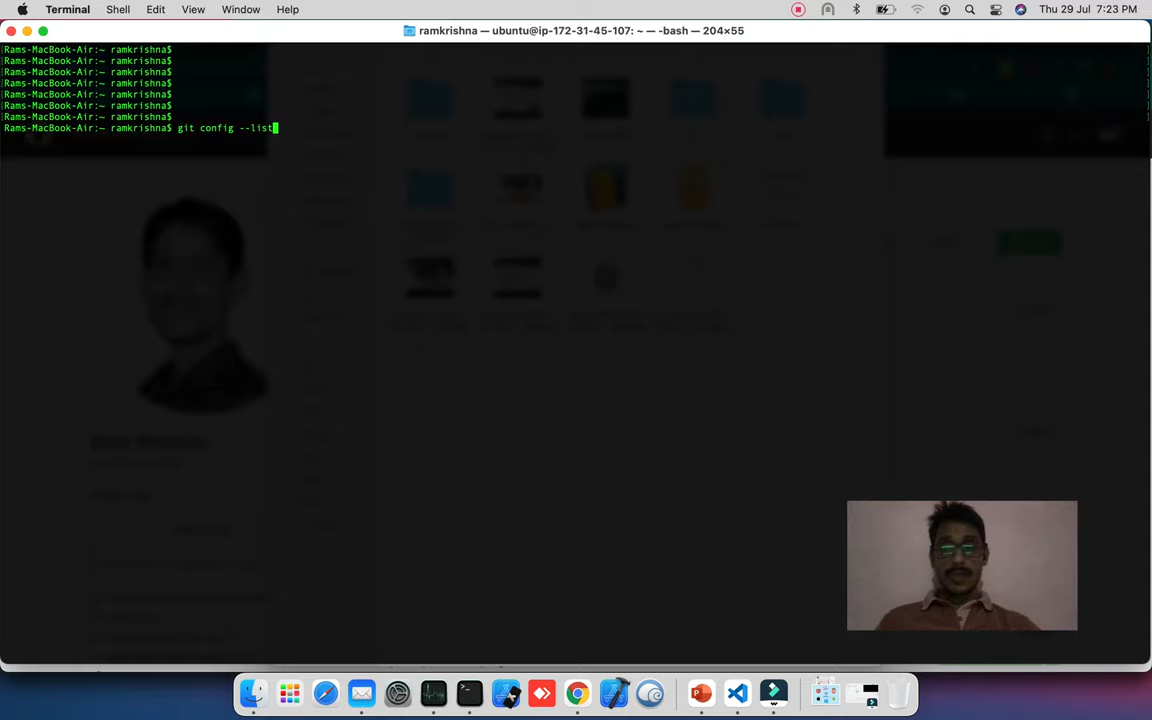 Terminal Shell Edit View Window Help Thu 29 Jul 7:23 PM
ramkrishna — ubuntu@ip-172-31-45-107: ~ — -bash — 204×55
Rams-MacBook-Air:~ ramkrishna$
Rams-MacBook-Air:~ ramkrishna$
Rams-MacBook-Air:~ ramkrishna$
Rams-MacBook-Air:~ ramkrishna$
Rams-MacBook-Air:~ ramkrishna$
Rams-MacBook-Air:~ ramkrishna$
Rams-MacBook-Air:~ ramkrishna$
Rams-MacBook-Air:~ ramkrishna$ git config --list